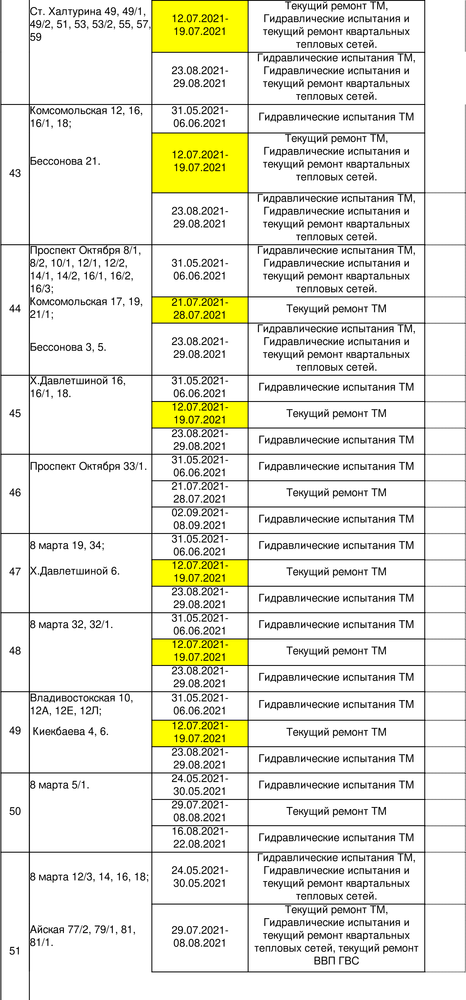 Ст. Халтурина 49, 49/1,
49/2, 51, 53, 53/2, 55, 57,
59
12.07.2021-
19.07.2021
Текущий ремонт ТМ,
Гидравлические испытания и
текущий ремонт квартальных
тепловых сетей.
23.08.2021-
29.08.2021
Гидравлические испытания ТМ,
Гидравлические испытания и
текущий ремонт квартальных
тепловых сетей.
43
Комсомольская 12, 16,
16/1, 18;
Бессонова 21.
31.05.2021-
06.06.2021
Гидравлические испытания ТМ
12.07.2021-
19.07.2021
Текущий ремонт ТМ,
Гидравлические испытания и
текущий ремонт квартальных
тепловых сетей.
23.08.2021-
29.08.2021
Гидравлические испытания ТМ,
Гидравлические испытания и
текущий ремонт квартальных
тепловых сетей.
44
Проспект Октября 8/1,
8/2, 10/1, 12/1, 12/2,
14/1, 14/2, 16/1, 16/2,
16/3;
Комсомольская 17, 19,
21/1;
Бессонова 3, 5.
31.05.2021-
06.06.2021
Гидравлические испытания ТМ,
Гидравлические испытания и
текущий ремонт квартальных
тепловых сетей.
21.07.2021-
28.07.2021
Текущий ремонт ТМ
23.08.2021-
29.08.2021
Гидравлические испытания ТМ,
Гидравлические испытания и
текущий ремонт квартальных
тепловых сетей.
45
Х.Давлетшиной 16,
16/1, 18.
31.05.2021-
06.06.2021
Гидравлические испытания ТМ
12.07.2021-
19.07.2021
Текущий ремонт ТМ
23.08.2021-
29.08.2021
Гидравлические испытания ТМ
46
Проспект Октября 33/1.
31.05.2021-
06.06.2021
Гидравлические испытания ТМ
21.07.2021-
28.07.2021
Текущий ремонт ТМ
02.09.2021-
08.09.2021
Гидравлические испытания ТМ
47
8 марта 19, 34;
Х.Давлетшиной 6.
31.05.2021-
06.06.2021
Гидравлические испытания ТМ
12.07.2021-
19.07.2021
Текущий ремонт ТМ
23.08.2021-
29.08.2021
Гидравлические испытания ТМ
48
8 марта 32, 32/1.
31.05.2021-
06.06.2021
Гидравлические испытания ТМ
12.07.2021-
19.07.2021
Текущий ремонт ТМ
23.08.2021-
29.08.2021
Гидравлические испытания ТМ
49
Владивостокская 10,
12А, 12Е, 12Л;
Киекбаева 4, 6.
31.05.2021-
06.06.2021
Гидравлические испытания ТМ
12.07.2021-
19.07.2021
Текущий ремонт ТМ
23.08.2021-
29.08.2021
Гидравлические испытания ТМ
50
8 марта 5/1.
24.05.2021-
30.05.2021
Гидравлические испытания ТМ
29.07.2021-
08.08.2021
Текущий ремонт ТМ
16.08.2021-
22.08.2021
Гидравлические испытания ТМ
51
8 марта 12/3, 14, 16, 18;
Айская 77/2, 79/1, 81,
81/1.
24.05.2021-
30.05.2021
Гидравлические испытания ТМ,
Гидравлические испытания и
текущий ремонт квартальных
тепловых сетей.
29.07.2021-
08.08.2021
Текущий ремонт ТМ,
Гидравлические испытания и
текущий ремонт квартальных
тепловых сетей, текущий ремонт
ВВП ГВС